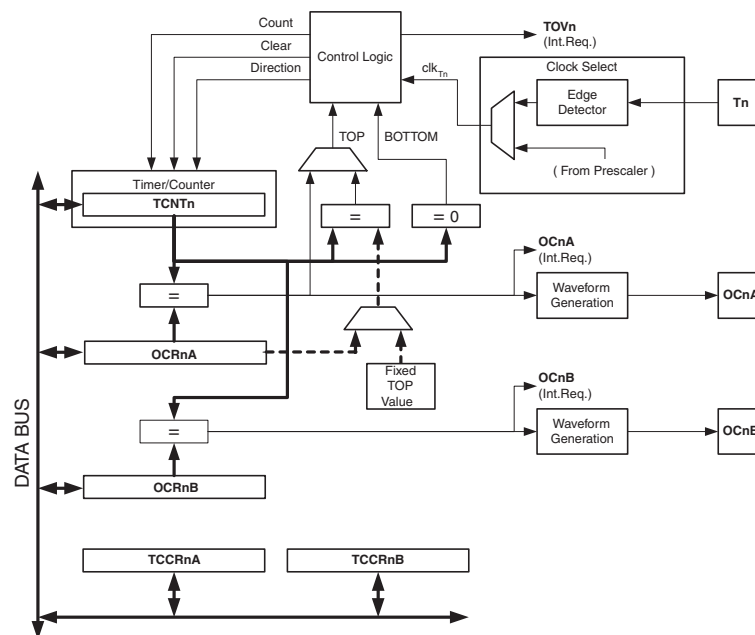 Count
Clear
Direction
Control Logic
TOVn
(Int.Req.)
clkTn
Clock Select
Edge
Detector
Tn
( From Prescaler )
TOP
BOTTOM
Timer/Counter
TCNTn
=
= 0
OCnA
(Int.Req.)
=
Waveform
Generation
OCnA
OCRnA
Fixed
TOP
Value
OCnB
(Int.Req.)
=
Waveform
Generation
OCnB
OCRnB
DATA BUS
TCCRnA
TCCRnB